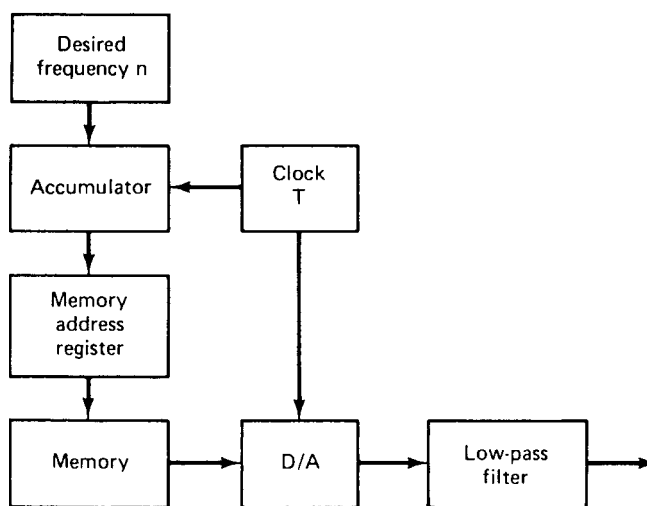 Desired
frequency n
Accumulator
Clock
T
Memory
address
register
Memory
D/A
Low-pass
filter